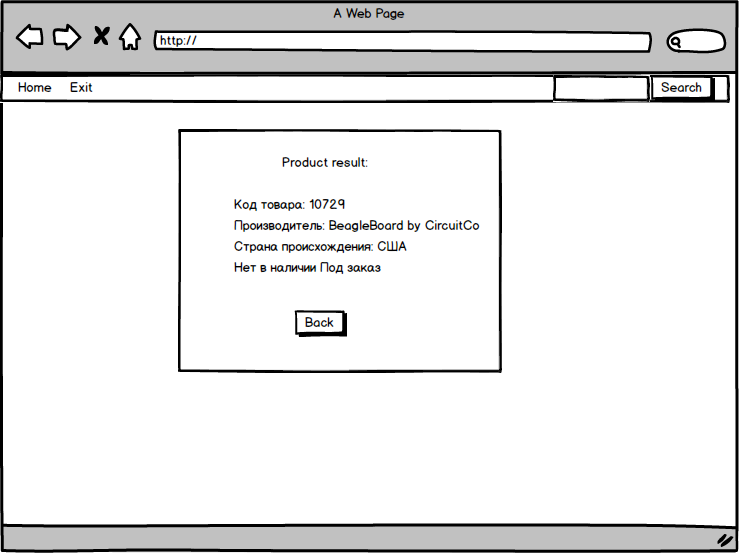 A Web Page
http://
Home Exit Search
Product result:
Код товара: 10729
Производитель: BeagleBoard by CircuitCo
Страна происхождения: США
Нет в наличии Под заказ
Back